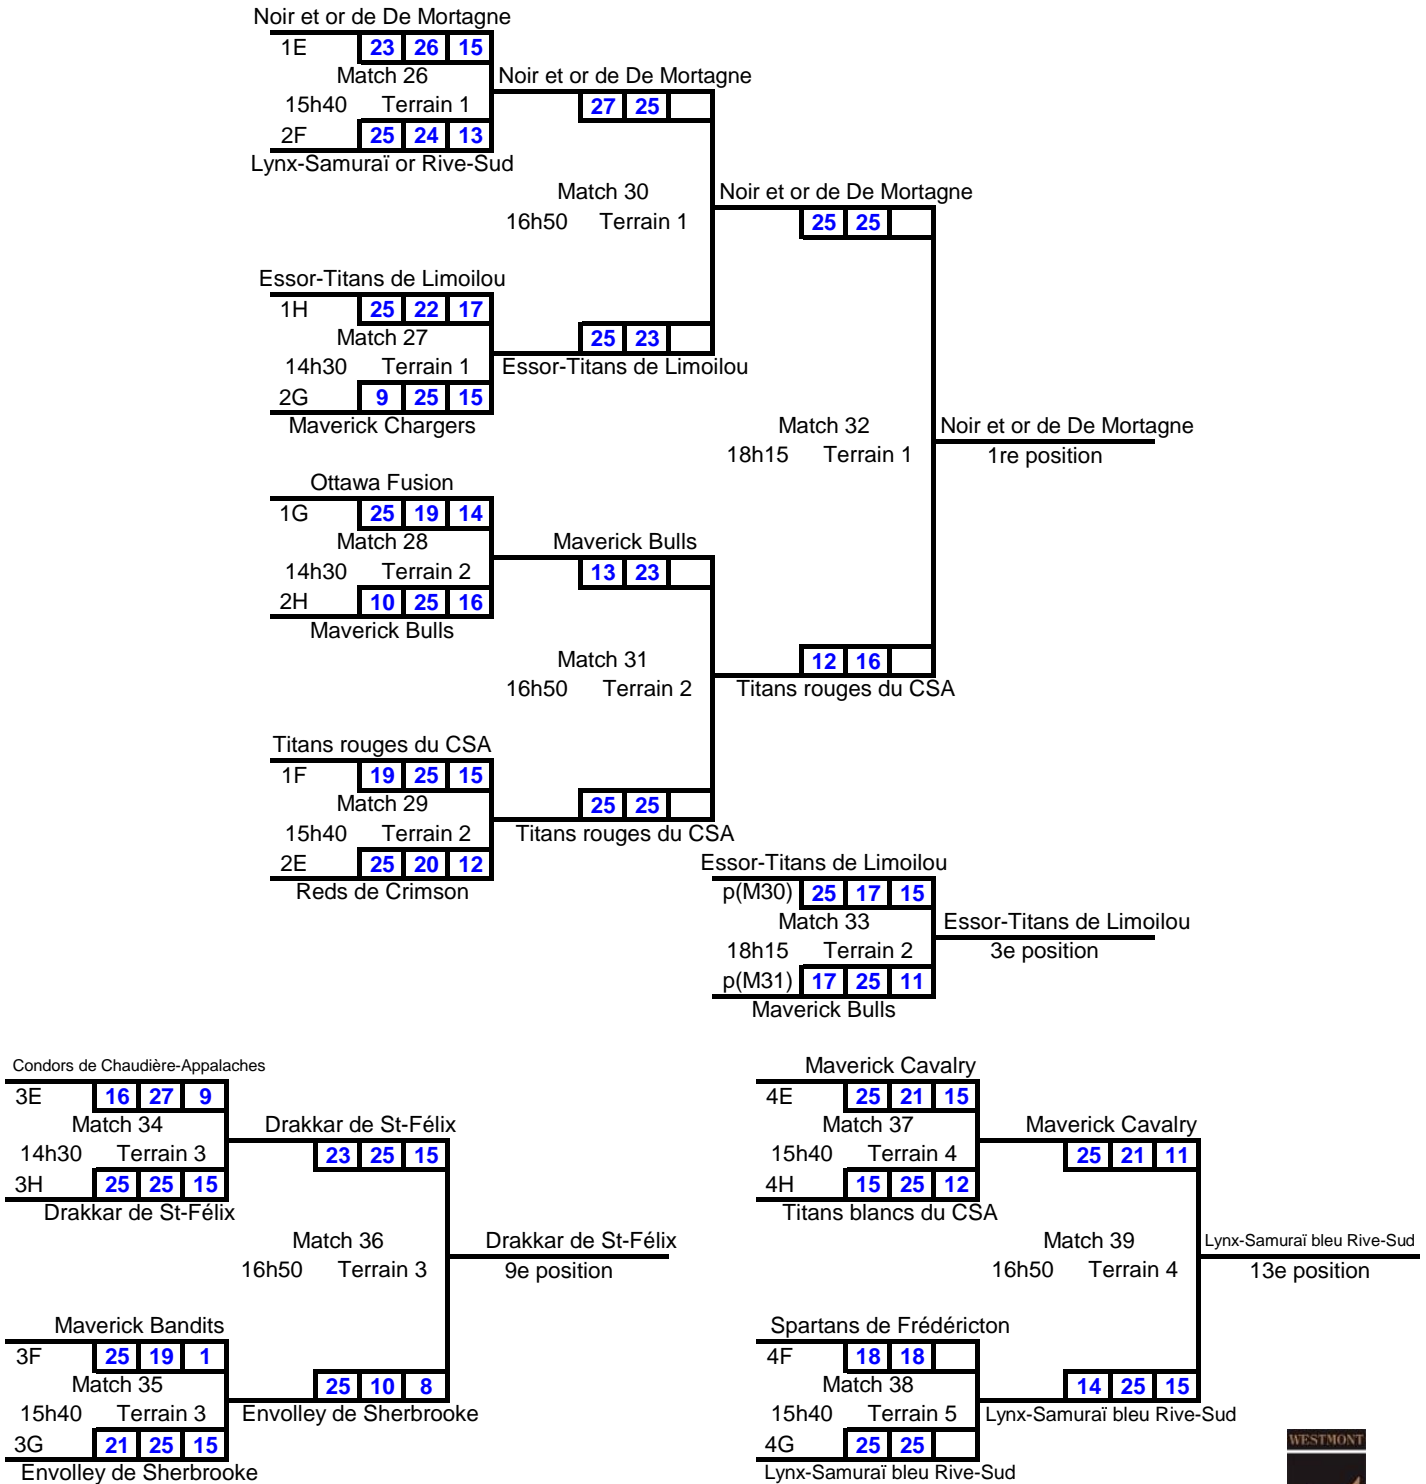 Noir et or de De Mortagne
1E 23 26 15
Match 26
15h40 Terrain 1
2F 25 24 13
Lynx-Samuraï or Rive-Sud
Noir et or de De Mortagne
27 25
Match 30
16h50 Terrain 1
Essor-Titans de Limoilou
1H 25 22 17
Match 27
14h30 Terrain 1
2G 9 25 15
Maverick Chargers
25 23
Essor-Titans de Limoilou
Noir et or de De Mortagne
25 25
Match 32
18h15 Terrain 1
Noir et or de De Mortagne
1re position
Ottawa Fusion
1G 25 19 14
Match 28
14h30 Terrain 2
2H 10 25 16
Maverick Bulls
Maverick Bulls
13 23
Match 31
16h50 Terrain 2
12 16
Titans rouges du CSA
Titans rouges du CSA
1F 19 25 15
Match 29
15h40 Terrain 2
2E 25 20 12
Reds de Crimson
25 25
Titans rouges du CSA
Essor-Titans de Limoilou
p(M30) 25 17 15
Match 33
18h15 Terrain 2
p(M31) 17 25 11
Maverick Bulls
Essor-Titans de Limoilou
3e position
Condors de Chaudière-Appalaches
3E 16 27 9
Match 34
14h30 Terrain 3
3H 25 25 15
Drakkar de St-Félix
Drakkar de St-Félix
23 25 15
Match 36
16h50 Terrain 3
Drakkar de St-Félix
9e position
Maverick Bandits
3F 25 19 1
Match 35
15h40 Terrain 3
3G 21 25 15
Envolley de Sherbrooke
25 10 8
Envolley de Sherbrooke
Maverick Cavalry
4E 25 21 15
Match 37
15h40 Terrain 4
4H 15 25 12
Titans blancs du CSA
Maverick Cavalry
25 21 11
Match 39
16h50 Terrain 4
Lynx-Samuraï bleu Rive-Sud
13e position
Spartans de Frédéricton
4F 18 18
Match 38
15h40 Terrain 5
4G 25 25
Lynx-Samuraï bleu Rive-Sud
14 25 15
Lynx-Samuraï bleu Rive-Sud
WESTMONT